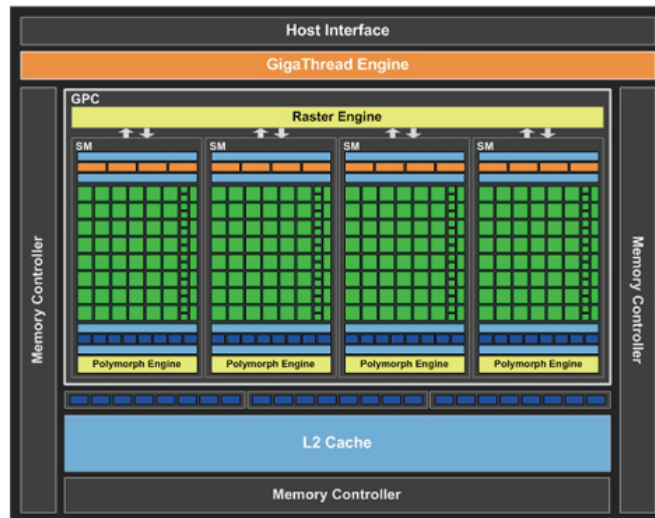 Host Interface
GigaThread Engine
Memory Controller
GPC
Raster Engine
SM
SM
SM
SM
Polymorph Engine
Polymorph Engine
Polymorph Engine
Polymorph Engine
Memory Controller
L2 Cache
Memory Controller